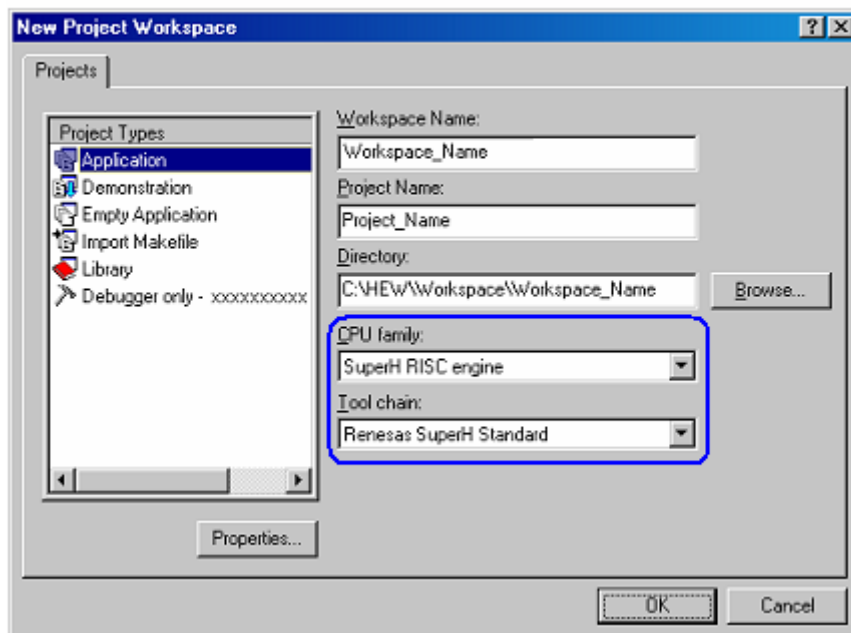 New Project Workspace
Projects
Project Types
Application
Demonstration
Empty Application
Import Makefile
Library
Debugger only - xxxxxxxxxx
Workspace Name:
Workspace_Name
Project Name:
Project_Name
Directory:
C:\HEW\Workspace\Workspace_Name
Browse...
CPU family:
SuperH RISC engine
Tool chain:
Renesas SuperH Standard
Properties...
OK
Cancel